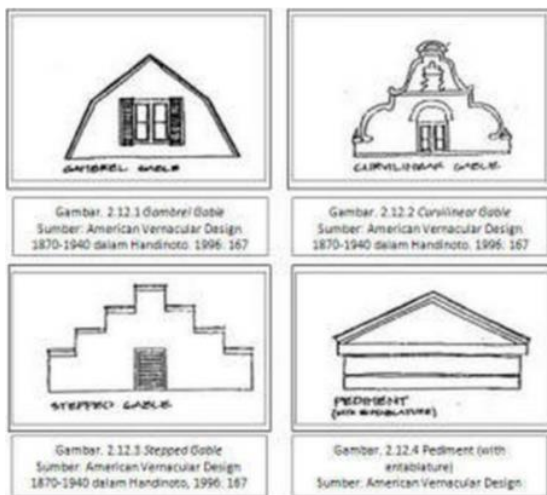 GAMBREL GABLE
CURVILINEAR GABLE
Gambar. 2.12.1 Gambrel Gable
Sumber: American Vernacular Design
1870-1940 dalam Handinoto. 1996: 167
Gambar. 2.12.2 Curvilinear Gable
Sumber: American Vernacular Design
1870-1940 dalam Handinoto. 1996: 167
STEPPED GABLE
PEDIMENT
(WITH ENTABLATURE)
Gambar. 2.12.3 Stepped Gable
Sumber: American Vernacular Design
1870-1940 dalam Handinoto, 1996: 167
Gambar. 2.12.4 Pediment (with
entablature)
Sumber: American Vernacular Design